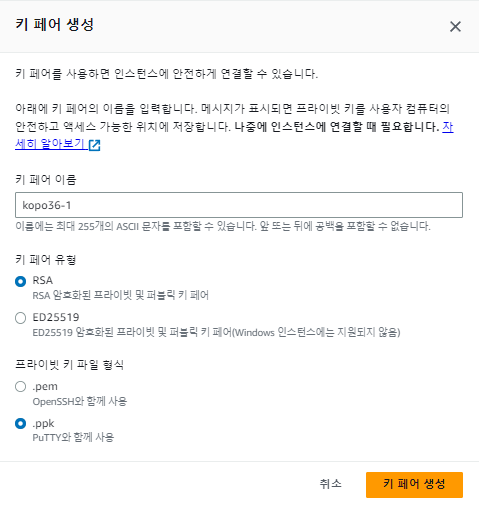 키 페어 생성
키 페어를 사용하면 인스턴스에 안전하게 연결할 수 있습니다.
아래에 키 페어의 이름을 입력합니다. 메시지가 표시되면 프라이빗 키를 사용자 컴퓨터의
안전하고 액세스 가능한 위치에 저장합니다. 나중에 인스턴스에 연결할 때 필요합니다. 자
세히 알아보기
키 페어 이름
kopo36-1
이름에는 최대 255개의 ASCII 문자를 포함할 수 있습니다. 앞 또는 뒤에 공백을 포함할 수 없습니다.
키 페어 유형
RSA
RSA 암호화된 프라이빗 및 퍼블릭 키 페어
ED25519
ED25519 암호화된 프라이빗 및 퍼블릭 키 페어(Windows 인스턴스에는 지원되지 않음)
프라이빗 키 파일 형식
.pem
OpenSSH와 함께 사용
.ppk
PuTTY와 함께 사용
취소
키 페어 생성